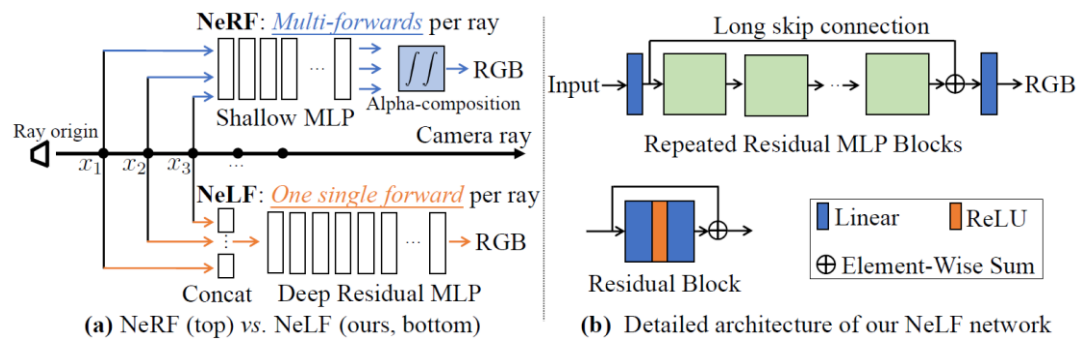 NeRF: Multi-forwards per ray
RGB
Alpha-composition
Shallow MLP
Ray origin
Camera ray
x1 x2 x3 ...
NeLF: One single forward per ray
RGB
Concat
Deep Residual MLP
(a) NeRF (top) vs. NeLF (ours, bottom)
Long skip connection
Input
RGB
Repeated Residual MLP Blocks
Residual Block
Linear
ReLU
Element-Wise Sum
(b) Detailed architecture of our NeLF network